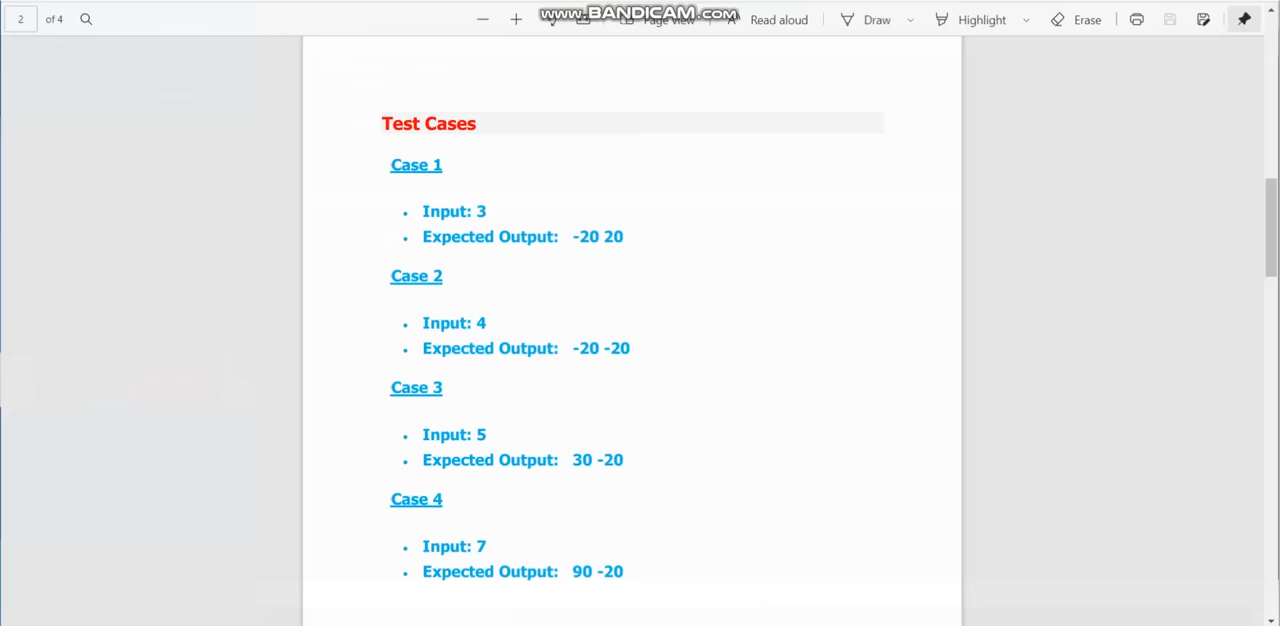 2 of 4 www.BANDICAM.com Page view Read aloud Draw Highlight Erase
Test Cases
Case 1
• Input: 3
• Expected Output: -20 20
Case 2
• Input: 4
• Expected Output: -20 -20
Case 3
• Input: 5
• Expected Output: 30 -20
Case 4
• Input: 7
• Expected Output: 90 -20